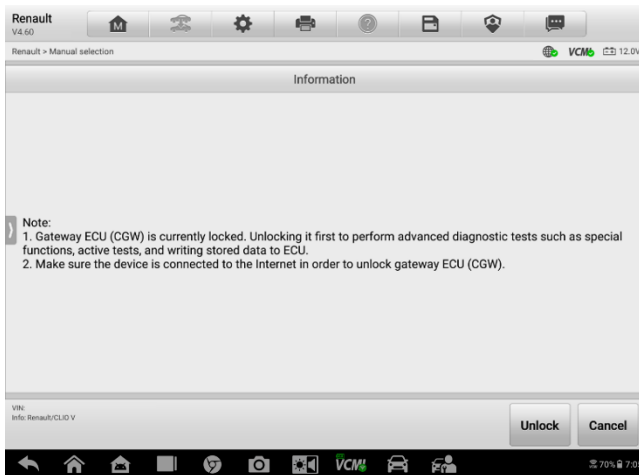 Renault
V4.60
Renault > Manual selection
VCMI 12.0V
Information
Note:
1. Gateway ECU (CGW) is currently locked. Unlocking it first to perform advanced diagnostic tests such as special
functions, active tests, and writing stored data to ECU.
2. Make sure the device is connected to the Internet in order to unlock gateway ECU (CGW).
VIN:
Info: Renault/CLIO V
Unlock
Cancel
VCMI
70%